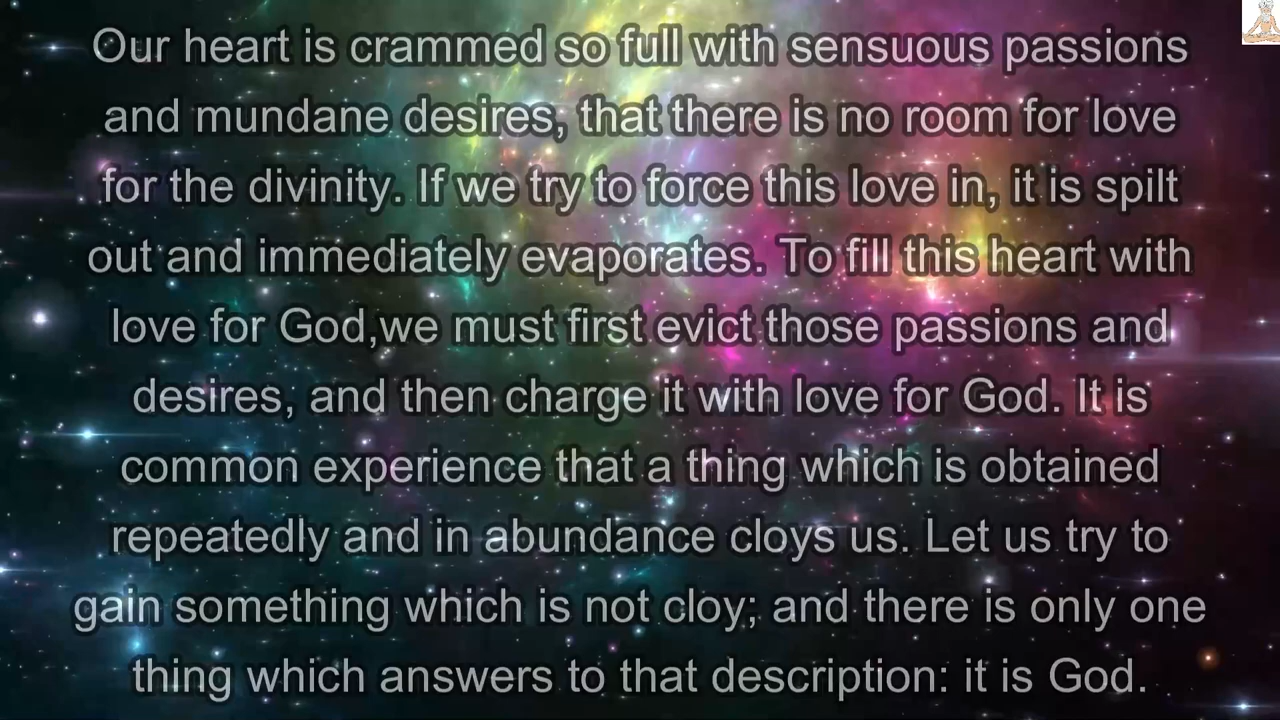 Our heart is crammed so full with sensuous passions
and mundane desires, that there is no room for love
for the divinity. If we try to force this love in, it is spilt
out and immediately evaporates. To fill this heart with
love for God,we must first evict those passions and
desires, and then charge it with love for God. It is
common experience that a thing which is obtained
repeatedly and in abundance cloys us. Let us try to
gain something which is not cloy; and there is only one
thing which answers to that description: it is God.